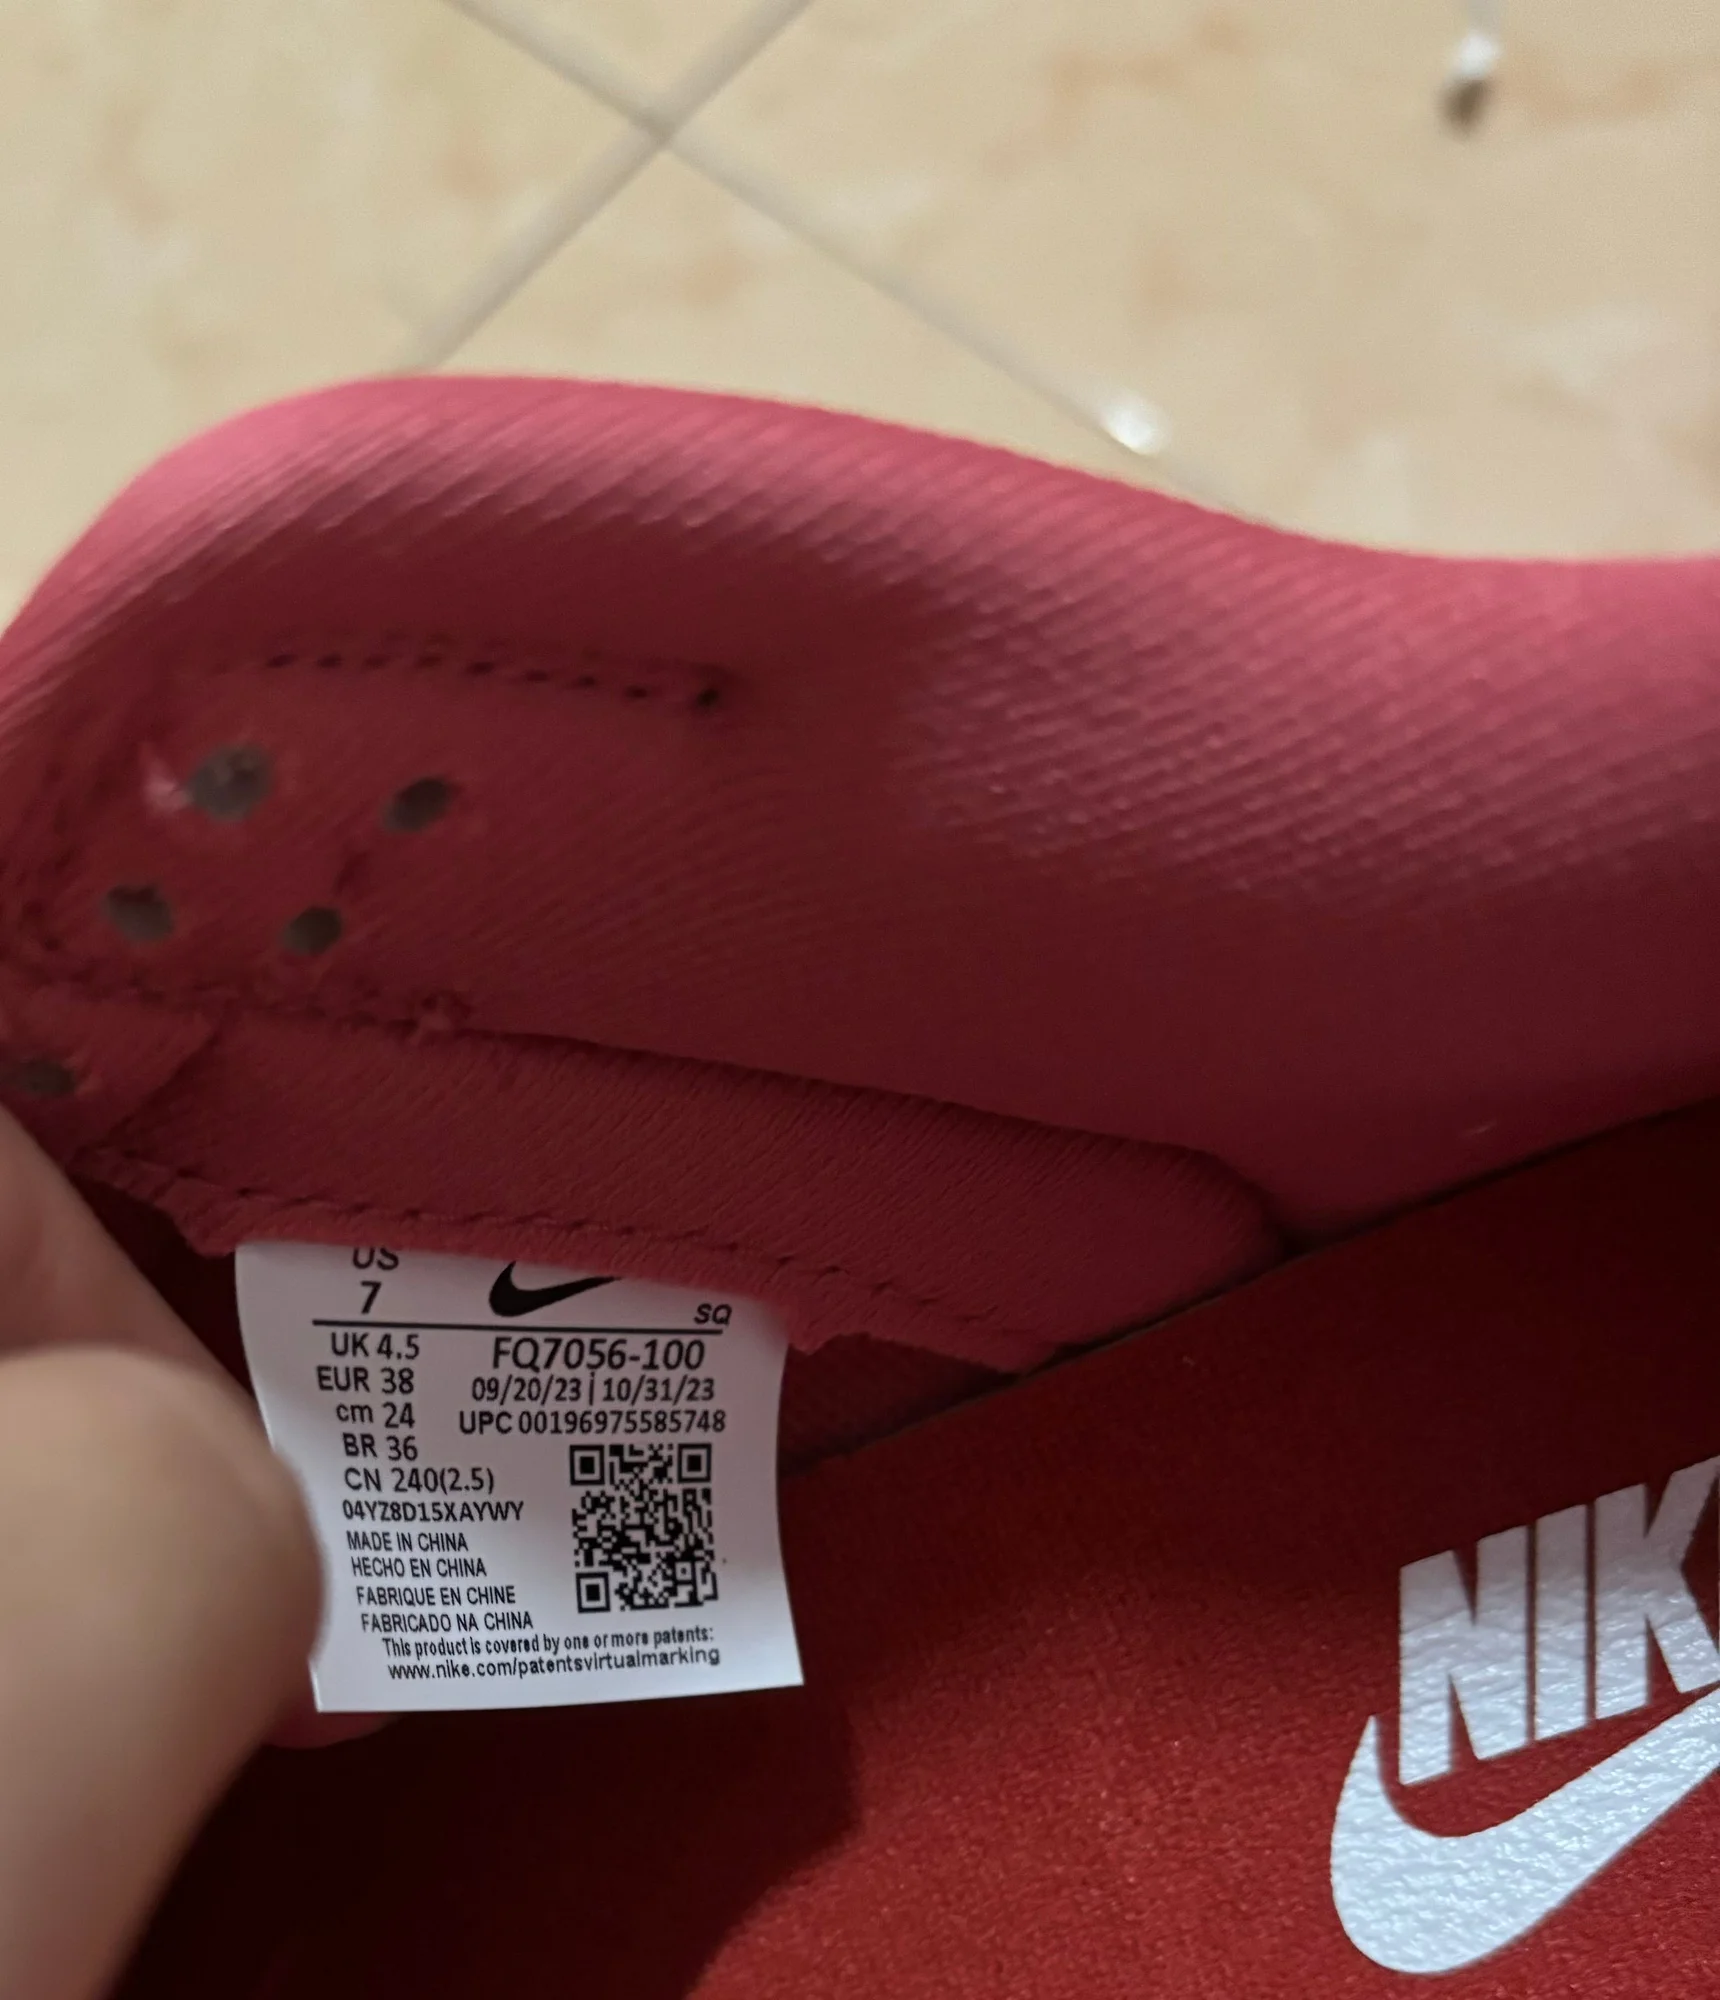 US
7
SQ
UK 4.5
FQ7056-100
EUR 38
09/20/23 | 10/31/23
cm 24
UPC 00196975585748
BR 36
CN 240(2.5)
04YZ8D15XAYWY
MADE IN CHINA
HECHO EN CHINA
FABRIQUE EN CHINE
FABRICADO NA CHINA
This product is covered by one or more patents:
www.nike.com/patentsvirtualmarking
NIK